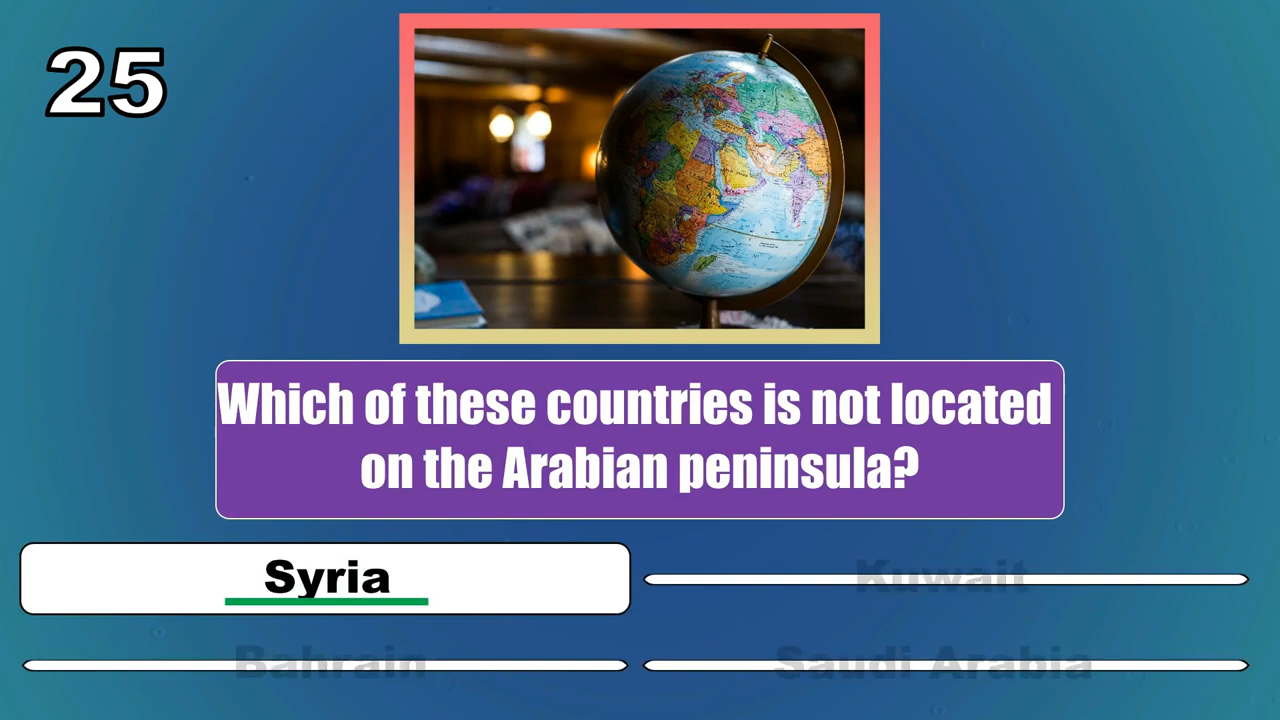 25
Which of these countries is not located
on the Arabian peninsula?
Syria
Kuwait
Bahrain
Saudi Arabia